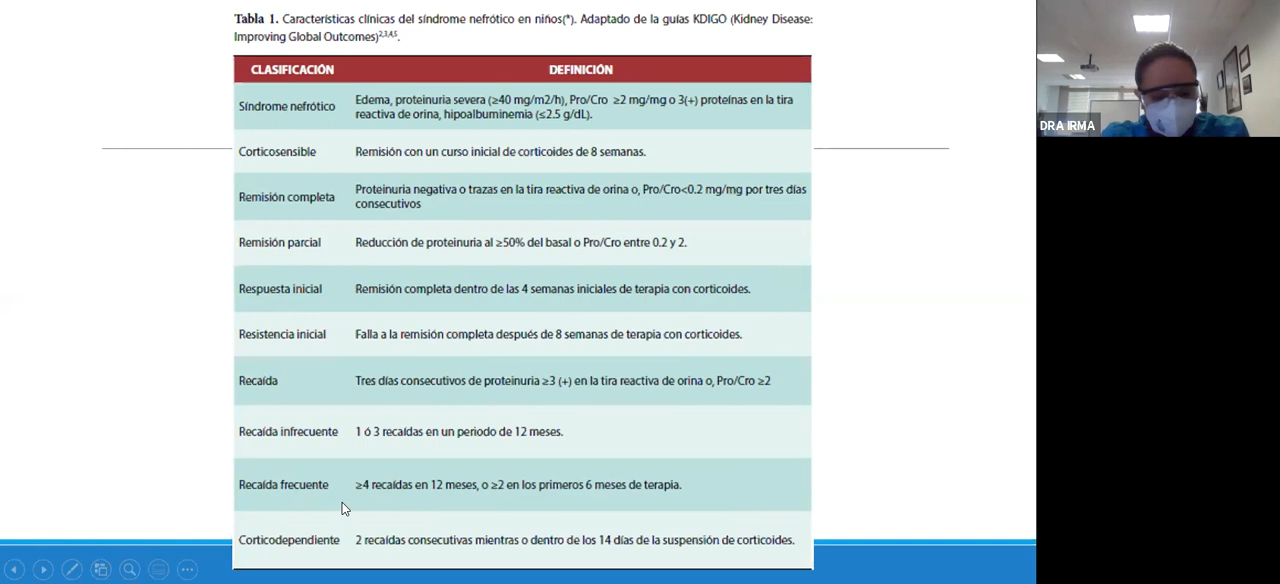 Tabla 1. Características clínicas del síndrome nefrótico en niños(*). Adaptado de la guías KDIGO (Kidney Disease:
Improving Global Outcomes)2,3,4,5.
CLASIFICACIÓN DEFINICIÓN
Síndrome nefrótico Edema, proteinuria severa (≥40 mg/m2/h), Pro/Cro ≥2 mg/mg o 3(+) proteínas en la tira
reactiva de orina, hipoalbuminemia (≤2.5 g/dL).
Corticosensible Remisión con un curso inicial de corticoides de 8 semanas.
Remisión completa Proteinuria negativa o trazas en la tira reactiva de orina o, Pro/Cro<0.2 mg/mg por tres días
consecutivos
Remisión parcial Reducción de proteinuria al ≥50% del basal o Pro/Cro entre 0.2 y 2.
Respuesta inicial Remisión completa dentro de las 4 semanas iniciales de terapia con corticoides.
Resistencia inicial Falla a la remisión completa después de 8 semanas de terapia con corticoides.
Recaída Tres días consecutivos de proteinuria ≥3 (+) en la tira reactiva de orina o, Pro/Cro ≥2
Recaída infrecuente 1 ó 3 recaídas en un periodo de 12 meses.
Recaída frecuente ≥4 recaídas en 12 meses, o ≥2 en los primeros 6 meses de terapia.
Corticodependiente 2 recaídas consecutivas mientras o dentro de los 14 días de la suspensión de corticoides.
DRA IRMA